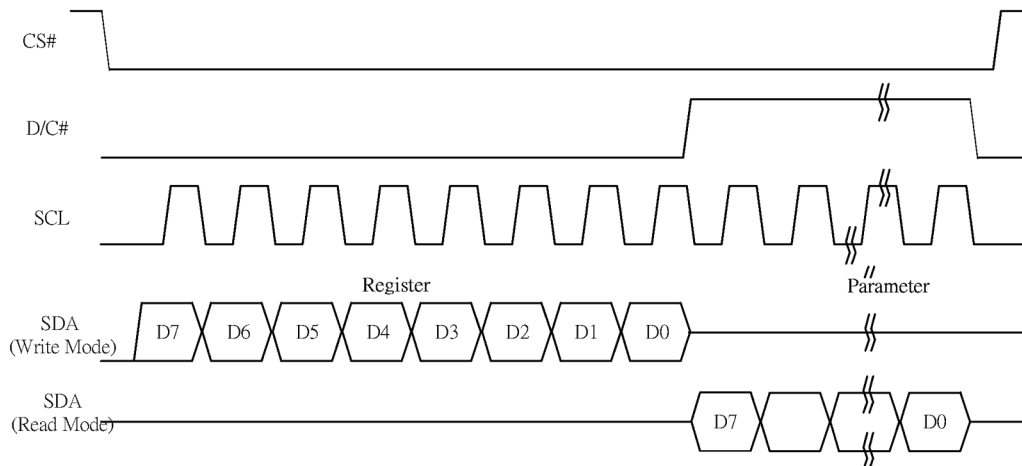 CS#
D/C#
SCL
Register
Parameter
SDA
(Write Mode)
D7 D6 D5 D4 D3 D2 D1 D0
SDA
(Read Mode)
D7 D0